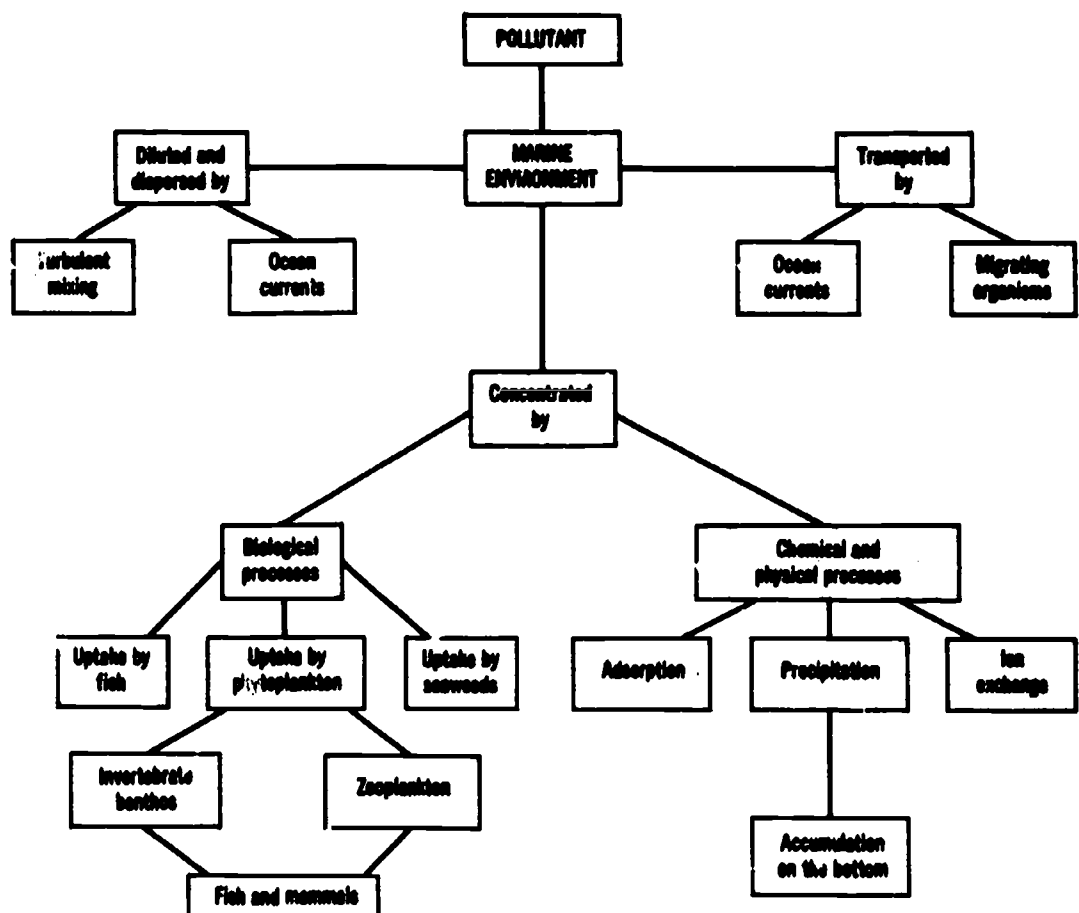 POLLUTANT
MARINE
ENVIRONMENT
Diluted and
dispersed by
Transported
by
Turbulent
mixing
Ocean
currents
Ocean
currents
Migrating
organisms
Concentrated
by
Biological
processes
Chemical and
physical processes
Uptake by
fish
Uptake by
phytoplankton
Uptake by
seaweeds
Adsorption
Precipitation
Ion
exchange
Invertebrate
benthos
Zooplankton
Accumulation
on the bottom
Fish and mammals